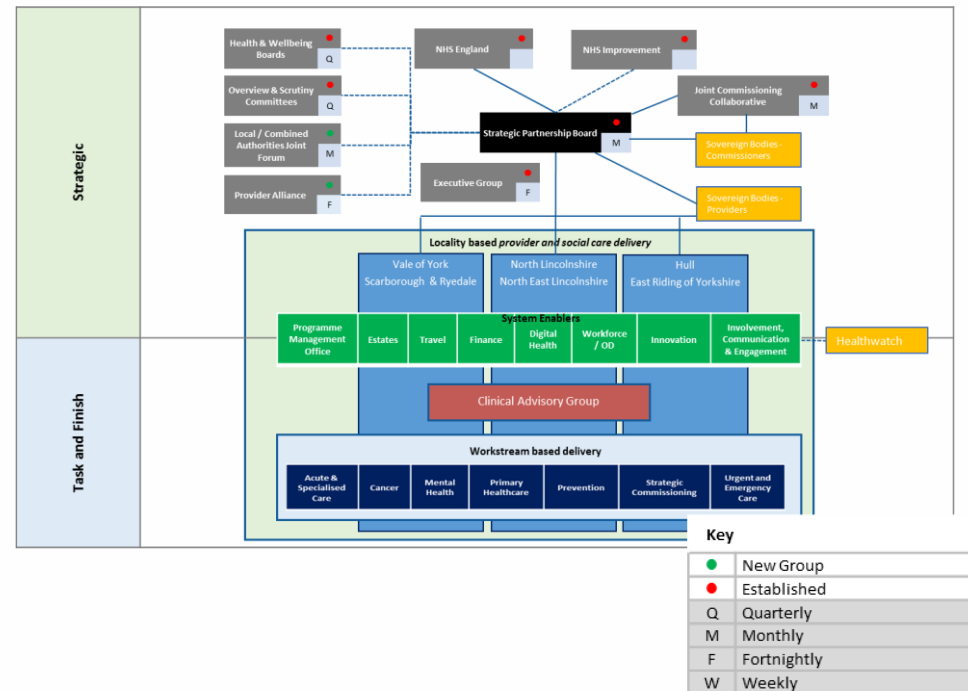 Strategic
Task and Finish
Health & Wellbeing
Boards
Q
NHS England
NHS Improvement
Overview & Scrutiny
Committees
Q
Joint Commissioning
Collaborative
M
Local / Combined
Authorities Joint
Forum
M
Strategic Partnership Board
M
Sovereign Bodies -
Commissioners
Provider Alliance
F
Executive Group
F
Sovereign Bodies -
Providers
Locality based provider and social care delivery
Vale of York
Scarborough & Ryedale
North Lincolnshire
North East Lincolnshire
Hull
East Riding of Yorkshire
System Enablers
Programme
Management
Office
Estates
Travel
Finance
Digital
Health
Workforce
/ OD
Innovation
Involvement,
Communication
& Engagement
Healthwatch
Clinical Advisory Group
Workstream based delivery
Acute &
Specialised
Care
Cancer
Mental
Health
Primary
Healthcare
Prevention
Strategic
Commissioning
Urgent and
Emergency
Care
Key
New Group
Established
Q Quarterly
M Monthly
F Fortnightly
W Weekly